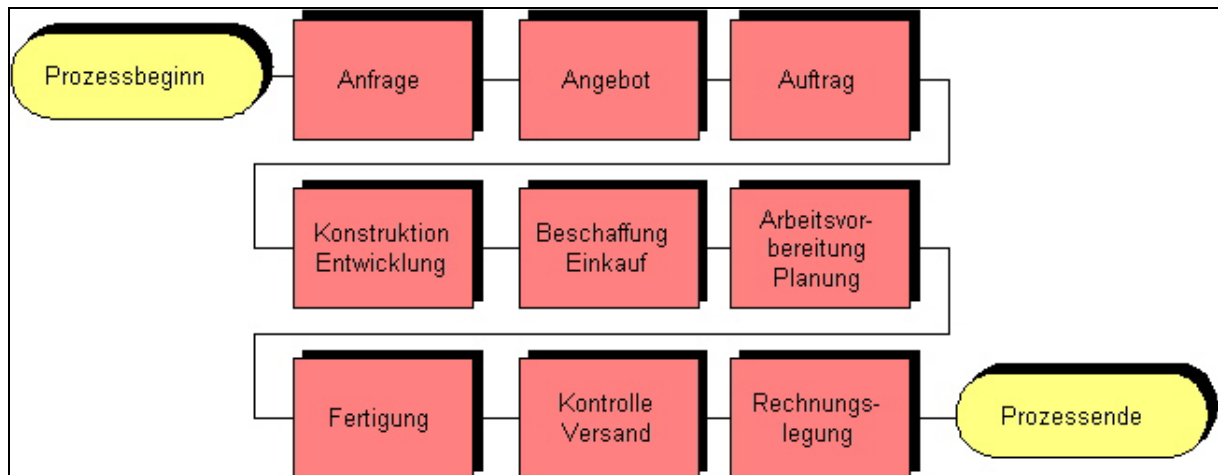 Prozessbeginn
Anfrage
Angebot
Auftrag
Konstruktion
Entwicklung
Beschaffung
Einkauf
Arbeitsvor-
bereitung
Planung
Fertigung
Kontrolle
Versand
Rechnungs-
legung
Prozessende